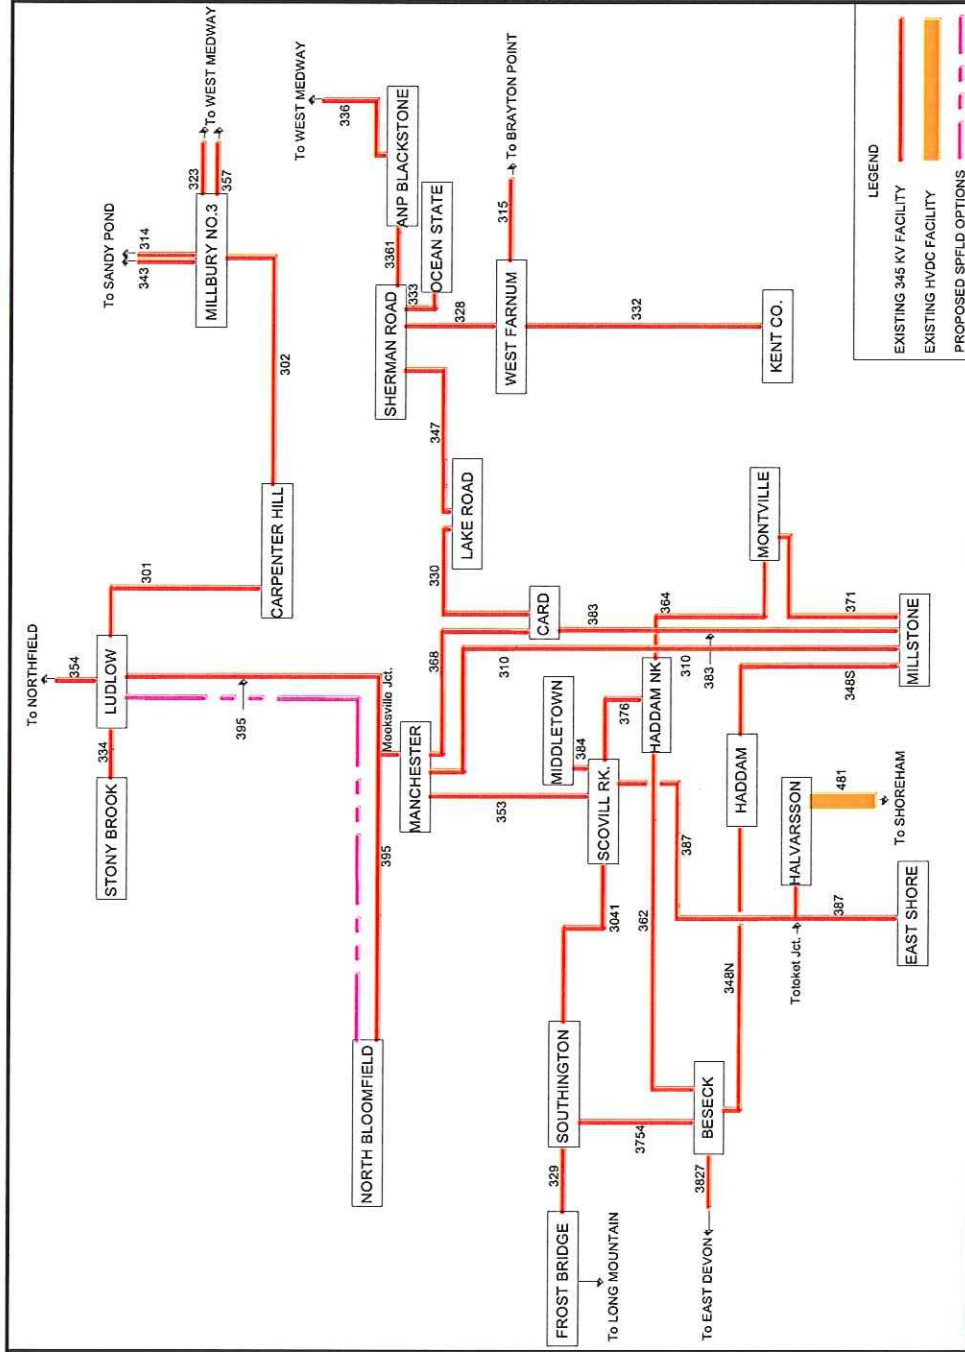 To NORTHFIELD
354
STONY BROOK
334
LUDLOW
301
To SANDY POND
343
314
323
357
To WEST MEDWAY
MILLBURY NO.3
302
CARPENTER HILL
395
To WEST MEDWAY
336
NORTH BLOOMFIELD
395
Meeksville Jct.
MANCHESTER
368
330
347
SHERMAN ROAD
3361
ANP BLACKSTONE
333
OCEAN STATE
328
LAKE ROAD
353
310
CARD
WEST FARNUM
315
To BRAYTON POINT
FROST BRIDGE
329
SOUTHINGTON
3041
SCOVILL RK.
384
MIDDLETOWN
376
383
332
To LONG MOUNTAIN
3754
362
387
HADDAM NK
310
364
383
MONTVILLE
KENT CO.
To EAST DEVON
3827
BESECK
348N
HADDAM
348S
371
Totoket Jct.
HALVARSSON
481
387
EAST SHORE
To SHOREHAM
MILLSTONE
LEGEND
EXISTING 345 KV FACILITY
EXISTING HVDC FACILITY
PROPOSED SPFLD OPTIONS